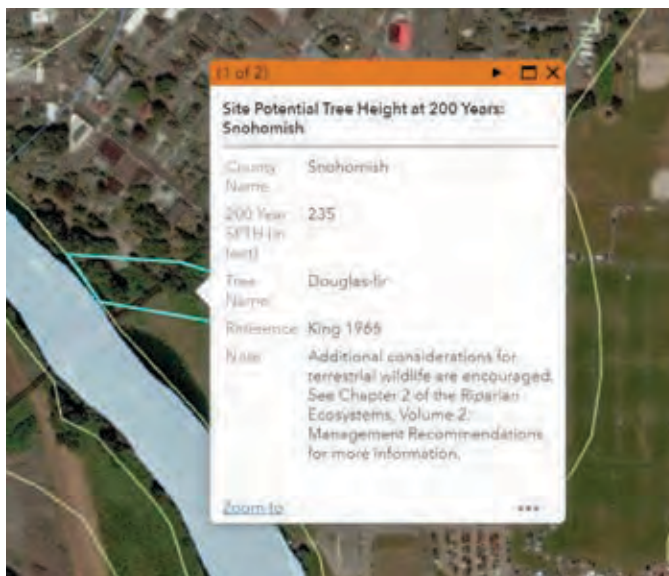 (1 of 2)
Site Potential Tree Height at 200 Years:
Snohomish
County
Name
Snohomish
200 Year
SPTH (in
feet)
235
Tree
Name
Douglas-fir
Reference
King 1966
Note
Additional considerations for
terrestrial wildlife are encouraged.
See Chapter 2 of the Riparian
Ecosystems, Volume 2:
Management Recommendations
for more information.
Zoom to